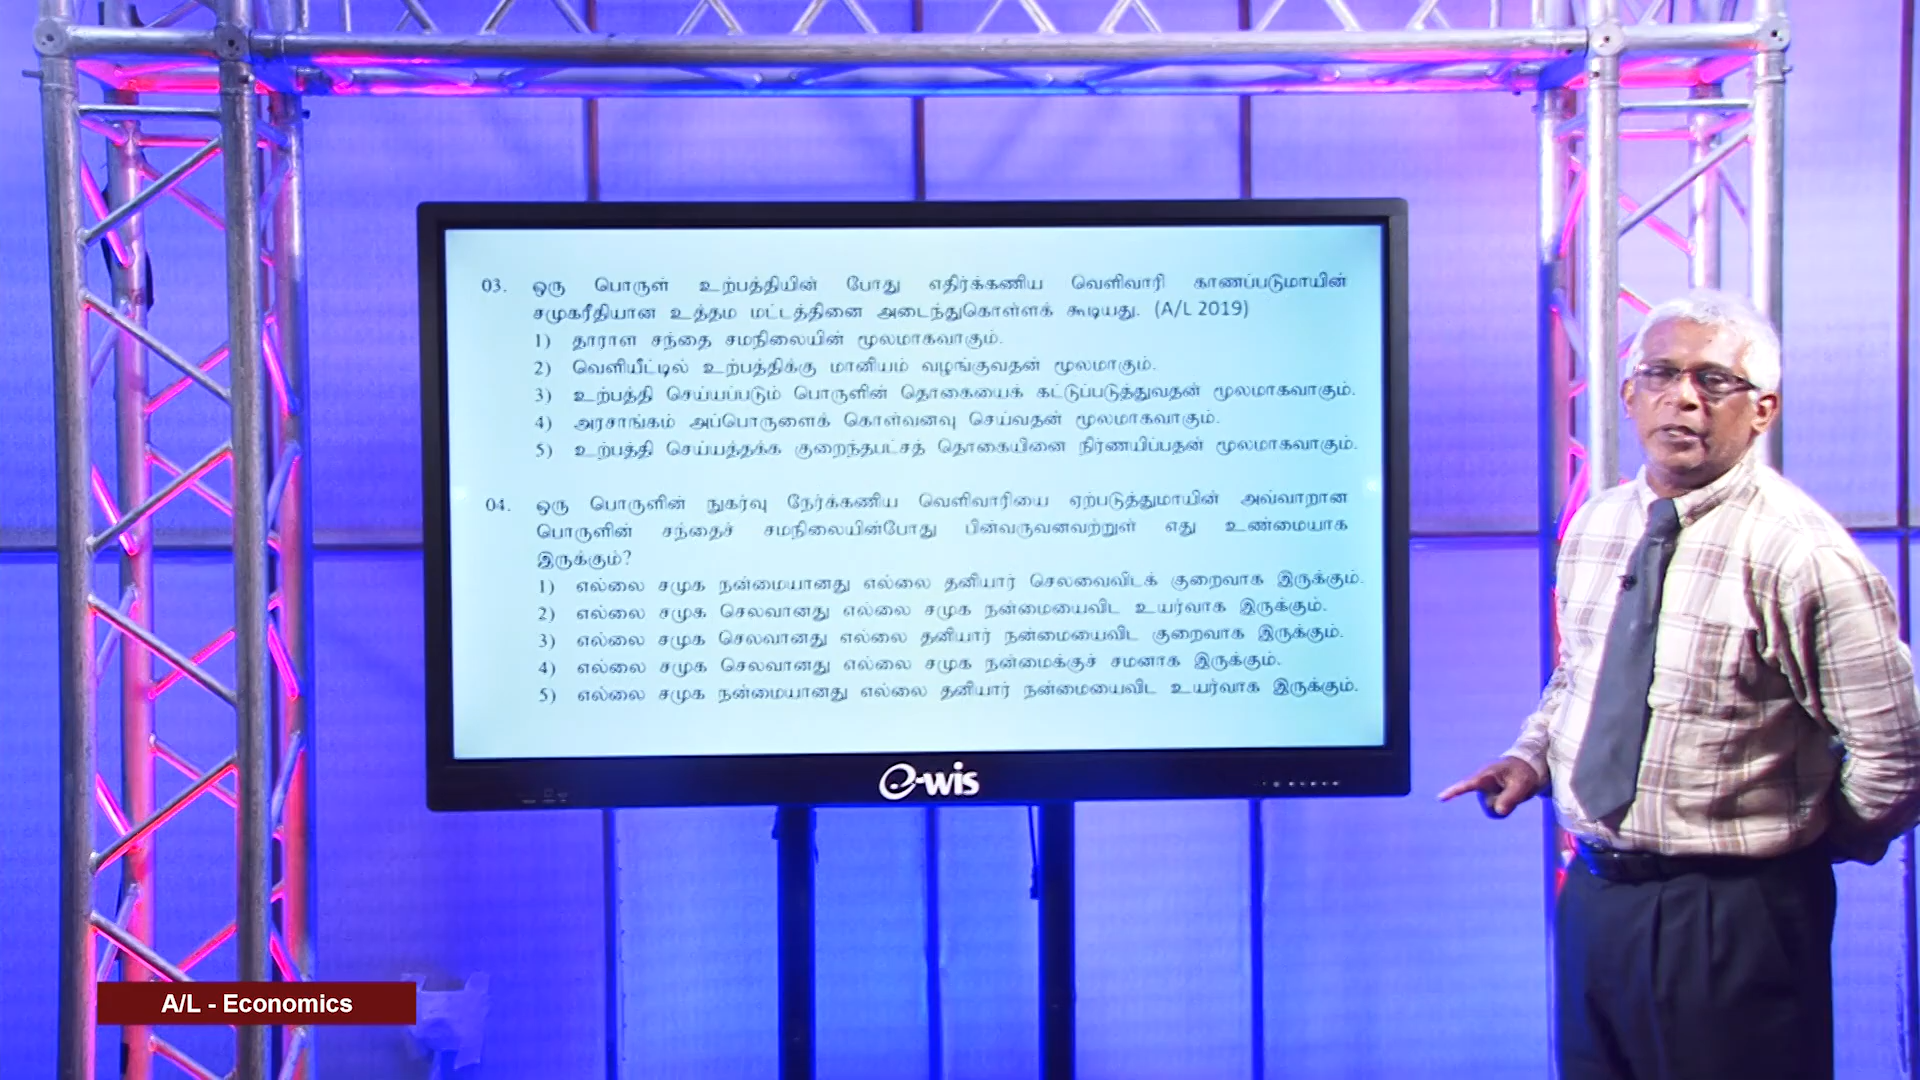 03. ஒரு பொருள் உற்பத்தியின் போது எதிர்க்கணிய வெளிவாரி காணப்படுமாயின்
சமுகரீதியான உத்தம மட்டத்தினை அடைந்துகொள்ளக் கூடியது. (A/L 2019)
1) தாராள சந்தை சமநிலையின் மூலமாகவாகும்.
2) வெளியீட்டில் உற்பத்திக்கு மானியம் வழங்குவதன் மூலமாகும்.
3) உற்பத்தி செய்யப்படும் பொருளின் தொகையைக் கட்டுப்படுத்துவதன் மூலமாகவாகும்.
4) அரசாங்கம் அப்பொருளைக் கொள்வனவு செய்வதன் மூலமாகவாகும்.
5) உற்பத்தி செய்யத்தக்க குறைந்தபட்சத் தொகையினை நிர்ணயிப்பதன் மூலமாகவாகும்.
04. ஒரு பொருளின் நுகர்வு நேர்க்கணிய வெளிவாரியை ஏற்படுத்துமாயின் அவ்வாறான
பொருளின் சந்தைச் சமநிலையின்போது பின்வருவனவற்றுள் எது உண்மையாக
இருக்கும்?
1) எல்லை சமுக நன்மையானது எல்லை தனியார் செலவைவிடக் குறைவாக இருக்கும்.
2) எல்லை சமுக செலவானது எல்லை சமுக நன்மையைவிட உயர்வாக இருக்கும்.
3) எல்லை சமுக செலவானது எல்லை தனியார் நன்மையைவிட குறைவாக இருக்கும்.
4) எல்லை சமுக செலவானது எல்லை சமுக நன்மைக்குச் சமனாக இருக்கும்.
5) எல்லை சமுக நன்மையானது எல்லை தனியார் நன்மையைவிட உயர்வாக இருக்கும்.
e-wis
A/L - Economics